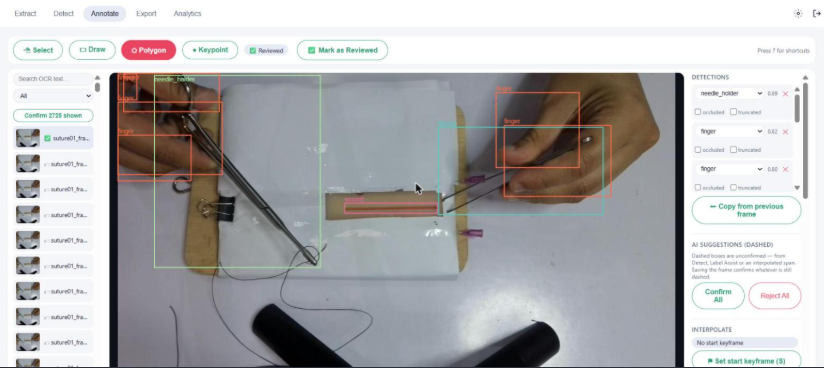 Extract Detect Annotate Export Analytics
Select Draw Polygon Keypoint Reviewed Mark as Reviewed Press ? for shortcuts
Search OCR text...
All
Confirm 2725 shown
suture01_fra...
suture01_fra...
suture01_fra...
suture01_fra...
suture01_fra...
suture01_fra...
suture01_fra...
suture01_fra...
suture01_fra...
suture01_fra...
needle_holder
finger
finger
finger
DETECTIONS
needle_holder 0.89
occluded truncated
finger 0.82
occluded truncated
finger 0.80
occluded truncated
Copy from previous
frame
AI SUGGESTIONS (DASHED)
Dashed boxes are unconfirmed — from
Detect, Label Assist or an interpolated span.
Saving the frame confirms whatever is still
dashed.
Confirm
All
Reject All
INTERPOLATE
No start keyframe
Set start keyframe (S)